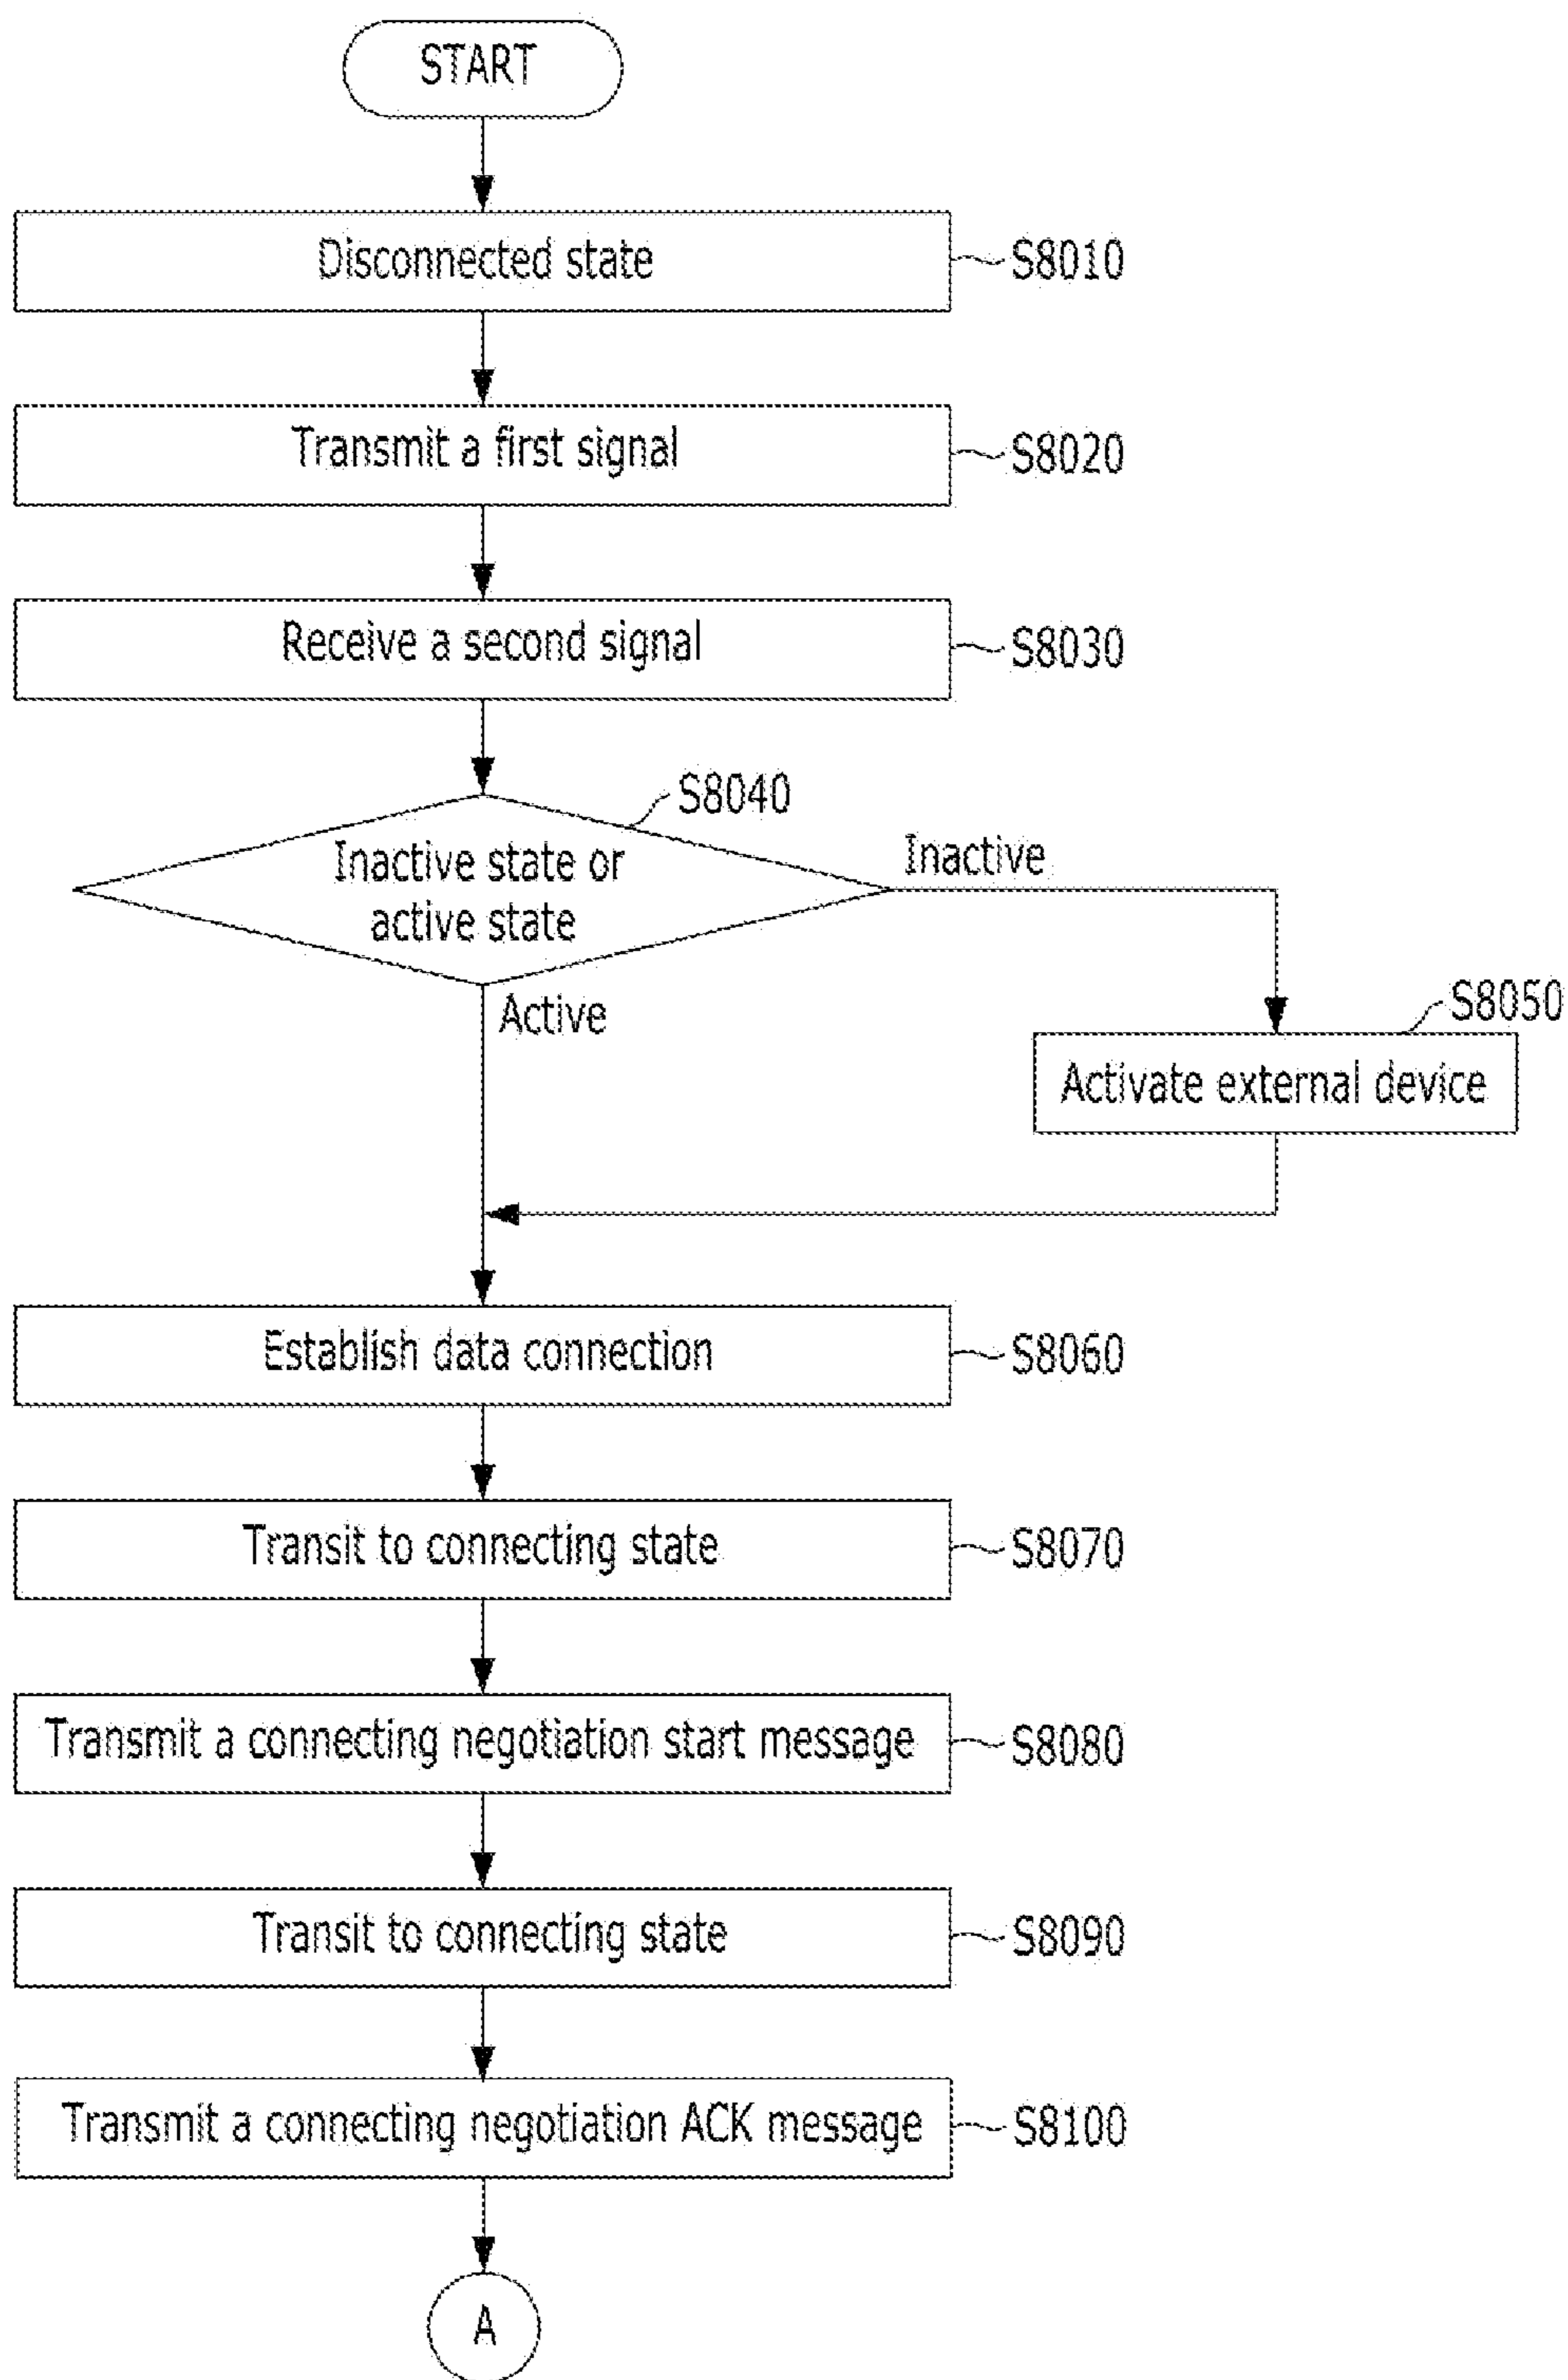 START
Disconnected state
S8010
Transmit a first signal
S8020
Receive a second signal
S8030
S8040
Inactive state or
active state
Inactive
Active
S8050
Activate external device
Establish data connection
S8060
Transit to connecting state
S8070
Transmit a connecting negotiation start message
S8080
Transit to connecting state
S8090
Transmit a connecting negotiation ACK message
S8100
A